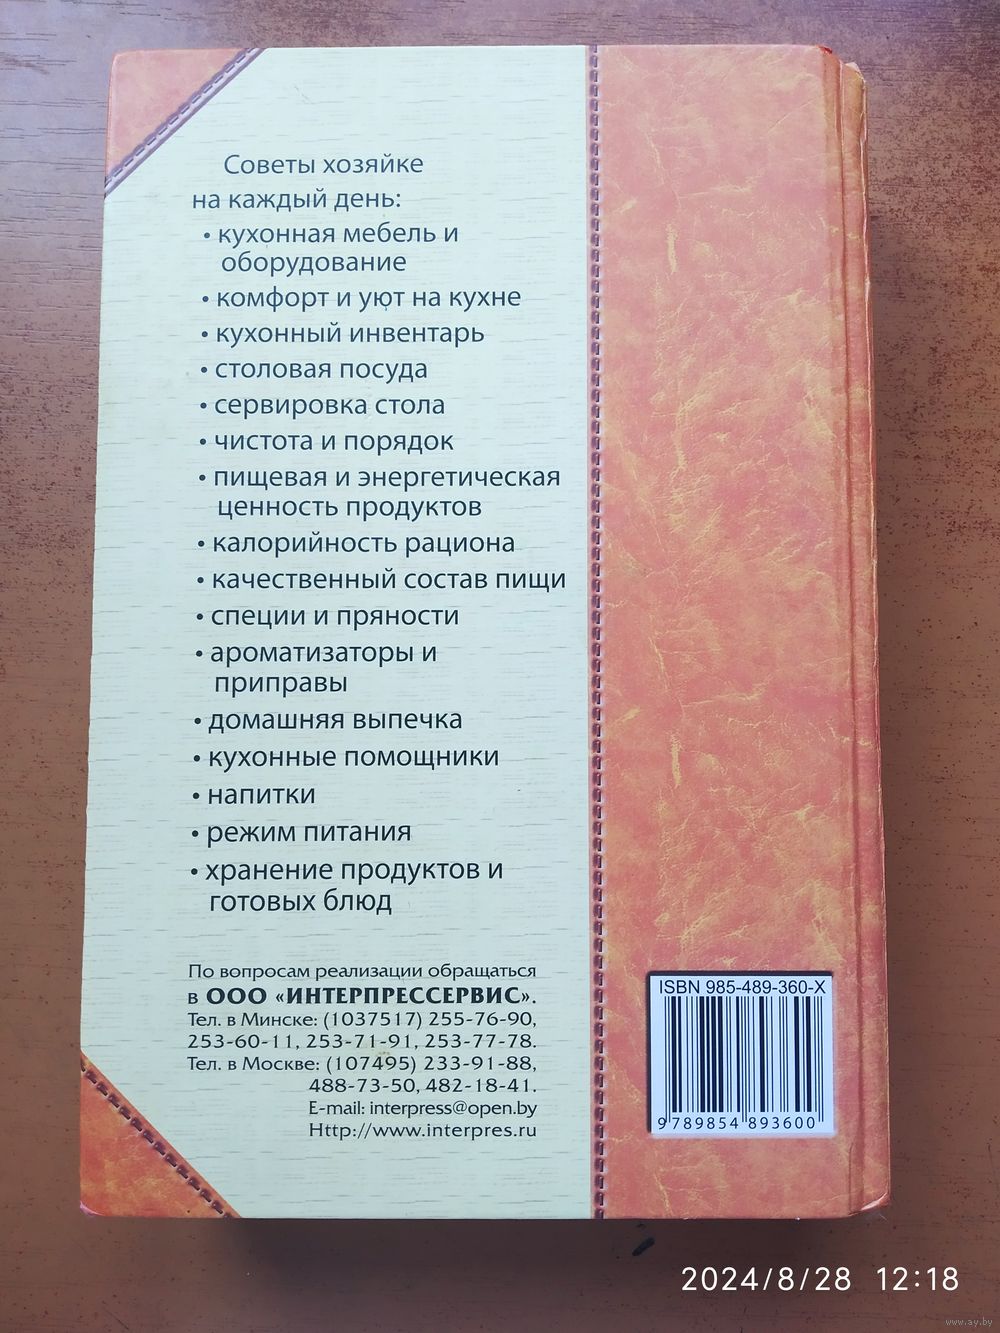 Советы хозяйке
на каждый день:
• кухонная мебель и
оборудование
• комфорт и уют на кухне
• кухонный инвентарь
• столовая посуда
• сервировка стола
• чистота и порядок
• пищевая и энергетическая
ценность продуктов
• калорийность рациона
• качественный состав пищи
• специи и пряности
• ароматизаторы и
приправы
• домашняя выпечка
• кухонные помощники
• напитки
• режим питания
• хранение продуктов и
готовых блюд
По вопросам реализации обращаться
в ООО «ИНТЕРПРЕССЕРВИС».
Тел. в Минске: (1037517) 255-76-90,
253-60-11, 253-71-91, 253-77-78.
Тел. в Москве: (107495) 233-91-88,
488-73-50, 482-18-41.
E-mail: interpress@open.by
Http://www.interpres.ru
ISBN 985-489-360-X
9 789854 893600
2024/8/28 12:18
www.ay.by